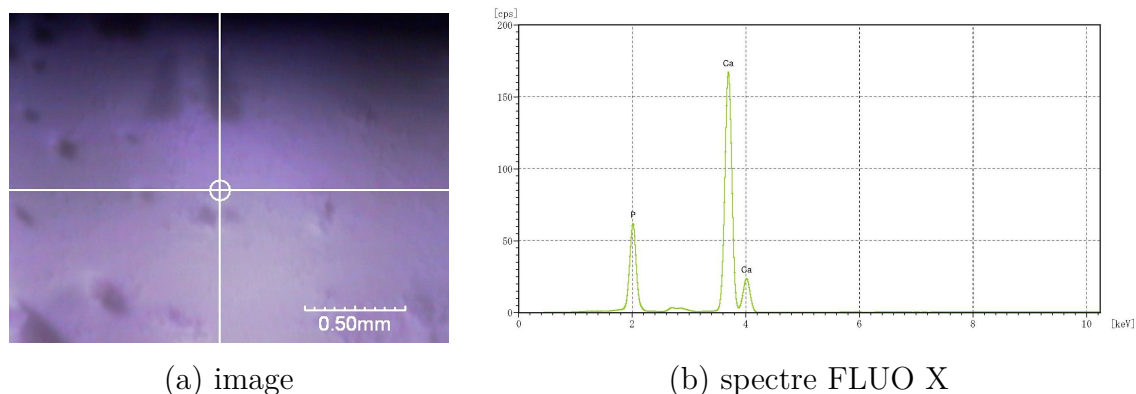 0.50mm
[cps]
200
150
100
50
0
P
Ca
Ca
0 2 4 6 8 10 [keV]
(a) image
(b) spectre FLUO X